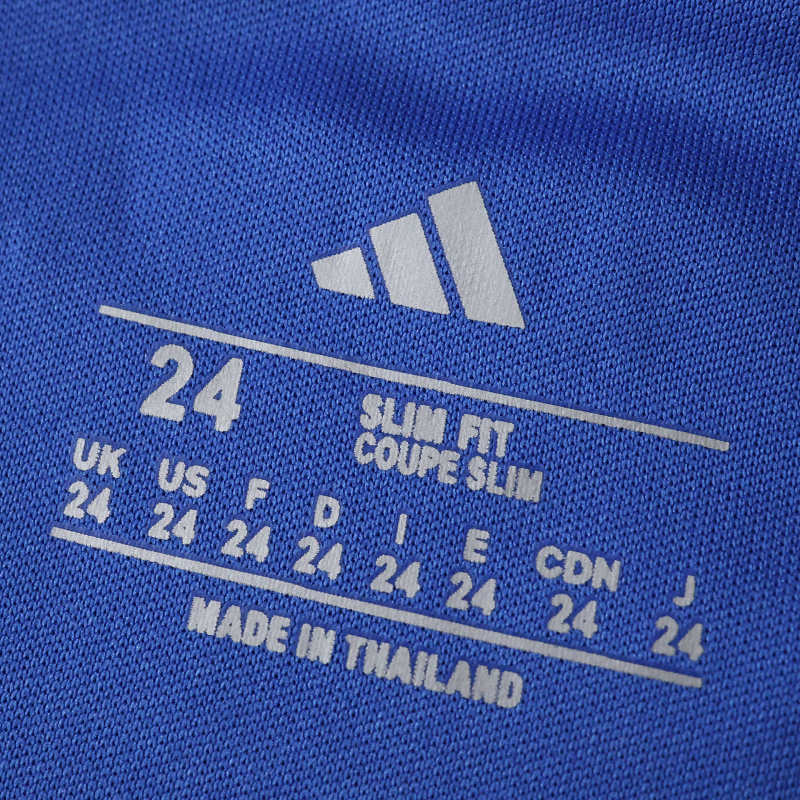 24
SLIM FIT
COUPE SLIM
UK US F D I E CDN J
24 24 24 24 24 24 24 24
MADE IN THAILAND